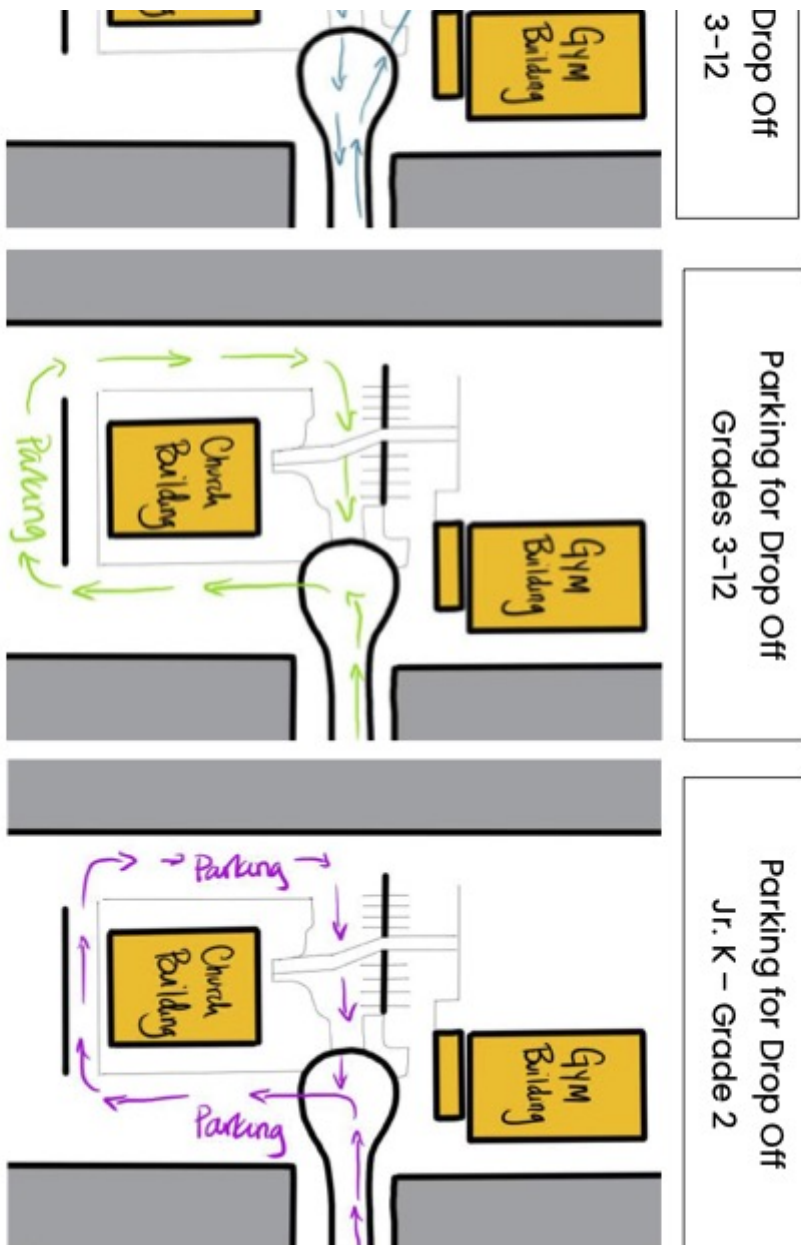 Drop Off
3-12
Gym
Building
Parking for Drop Off
Grades 3-12
Parking
Church
Building
Gym
Building
Parking for Drop Off
Jr. K – Grade 2
Parking
Church
Building
Parking
Gym
Building